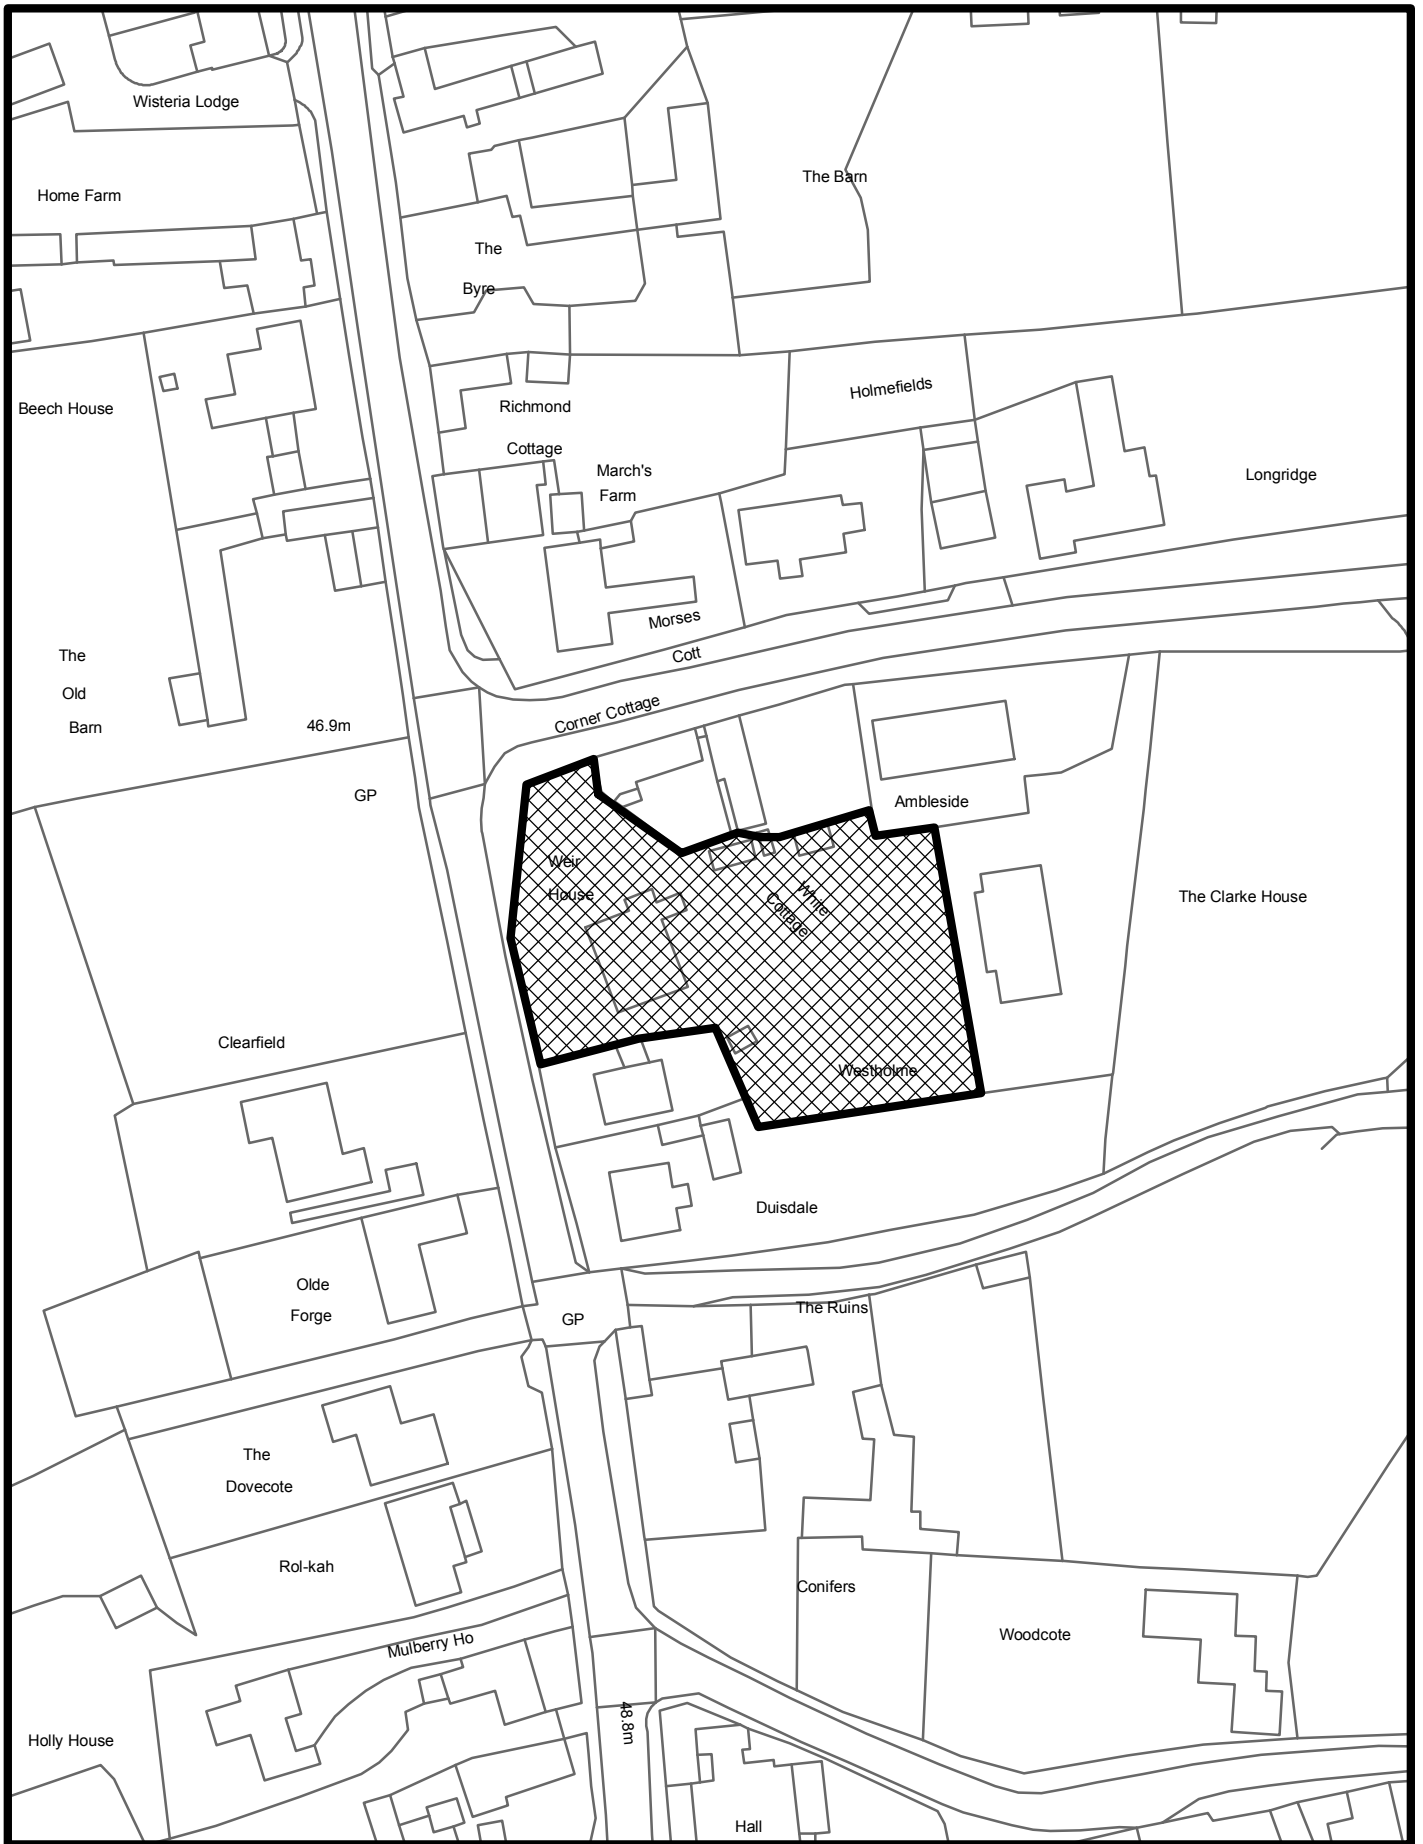 Wisteria Lodge
Home Farm
The Barn
The
Byre
Holmefields
Beech House
Richmond
Cottage
March's
Farm
Longridge
Morses
Cott
The
Old
Barn
46.9m
Corner Cottage
GP
Ambleside
Weir
House
White
Cottage
The Clarke House
Clearfield
Westholme
Duisdale
Olde
Forge
GP
The Ruins
The
Dovecote
Rol-kah
Conifers
Woodcote
Mulberry Ho
48.8m
Holly House
Hall